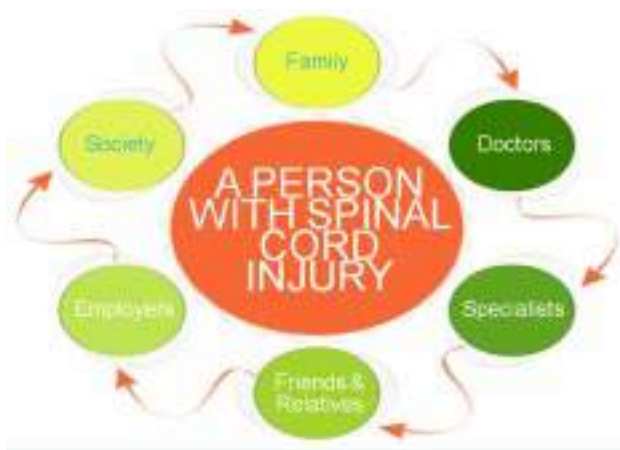 Family
Doctors
Specialists
Friends &
Relatives
Employers
Society
A PERSON
WITH SPINAL
CORD
INJURY